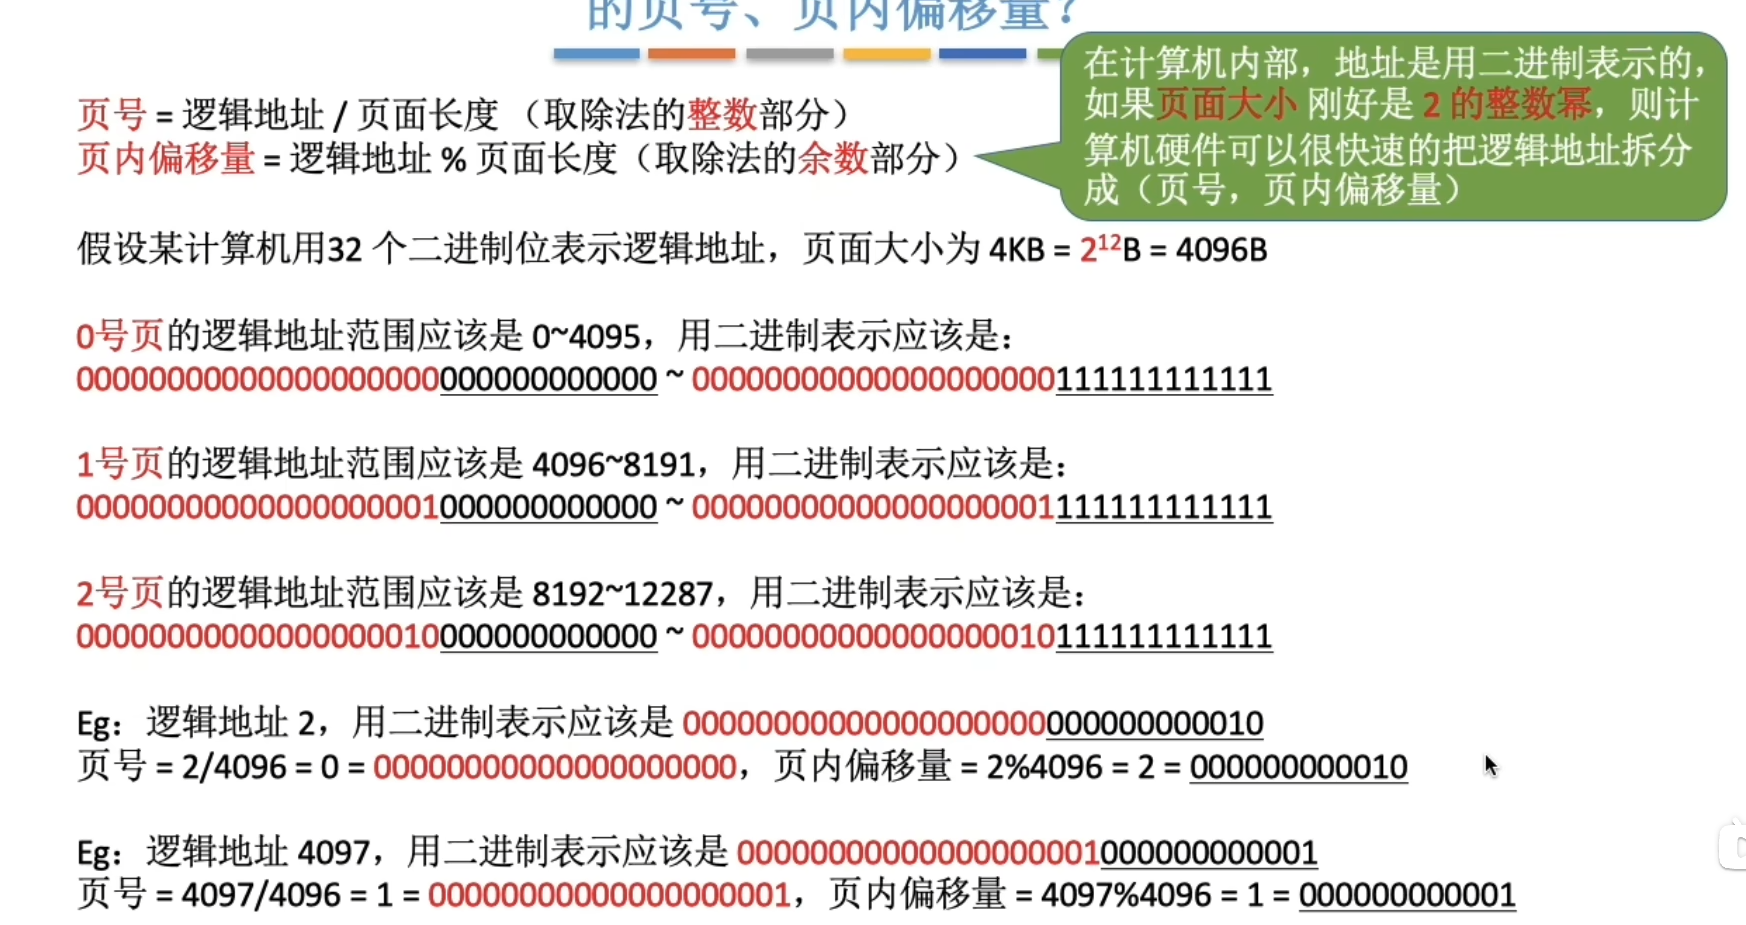 的页号、页内偏移量？
在计算机内部，地址是用二进制表示的，
如果页面大小 刚好是 2 的整数幂，则计
算机硬件可以很快速的把逻辑地址拆分
成（页号，页内偏移量）
页号 = 逻辑地址 / 页面长度 （取除法的整数部分）
页内偏移量 = 逻辑地址 % 页面长度（取除法的余数部分）
假设某计算机用32 个二进制位表示逻辑地址，页面大小为 4KB = 2¹²B = 4096B
0号页的逻辑地址范围应该是 0~4095，用二进制表示应该是：
00000000000000000000000000000000 ~ 00000000000000000000111111111111
1号页的逻辑地址范围应该是 4096~8191，用二进制表示应该是：
00000000000000000001000000000000 ~ 00000000000000000001111111111111
2号页的逻辑地址范围应该是 8192~12287，用二进制表示应该是：
00000000000000000010000000000000 ~ 00000000000000000010111111111111
Eg：逻辑地址 2，用二进制表示应该是 00000000000000000000000000000010
页号 = 2/4096 = 0 = 00000000000000000000，页内偏移量 = 2%4096 = 2 = 000000000010
Eg：逻辑地址 4097，用二进制表示应该是 00000000000000000001000000000001
页号 = 4097/4096 = 1 = 00000000000000000001，页内偏移量 = 4097%4096 = 1 = 000000000001